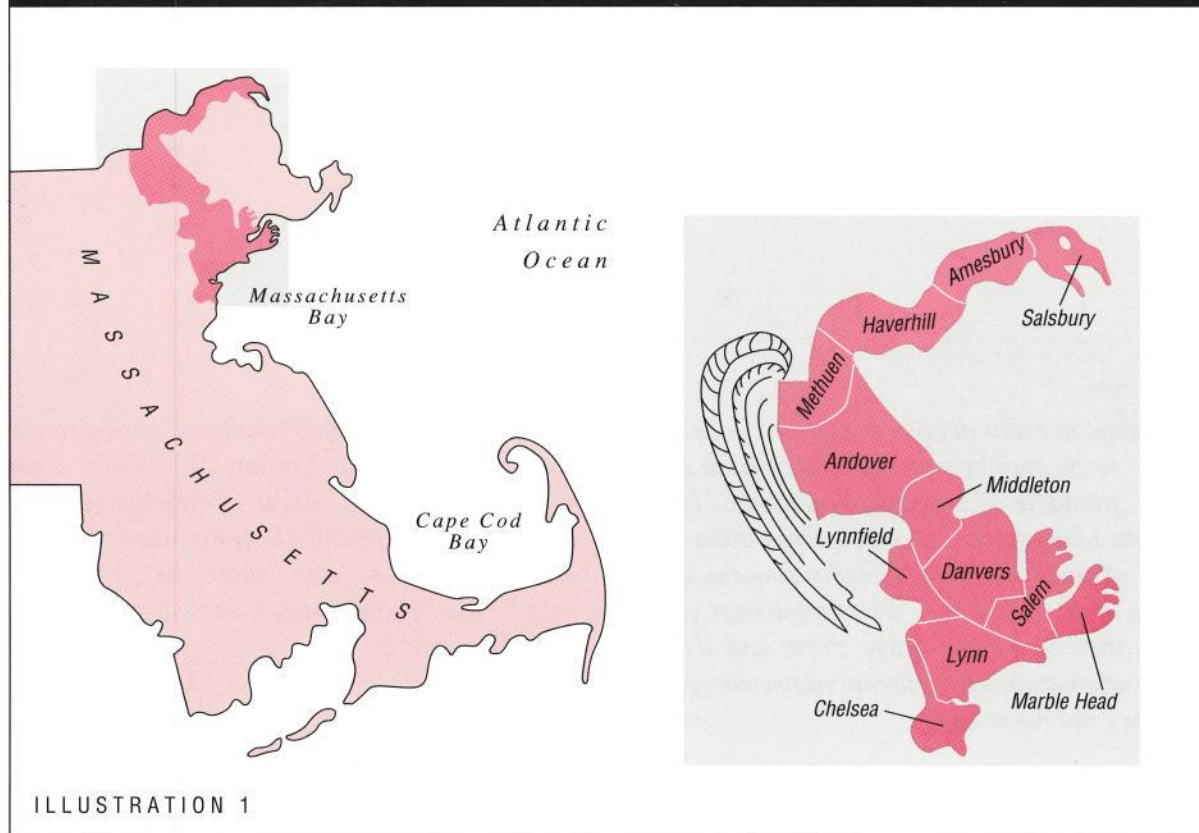 Atlantic
Ocean
Massachusetts
Bay
MASSACHUSETTS
Cape Cod
Bay
Amesbury
Salsbury
Haverhill
Methuen
Andover
Middleton
Lynnfield
Danvers
Salem
Lynn
Marble Head
Chelsea
ILLUSTRATION 1